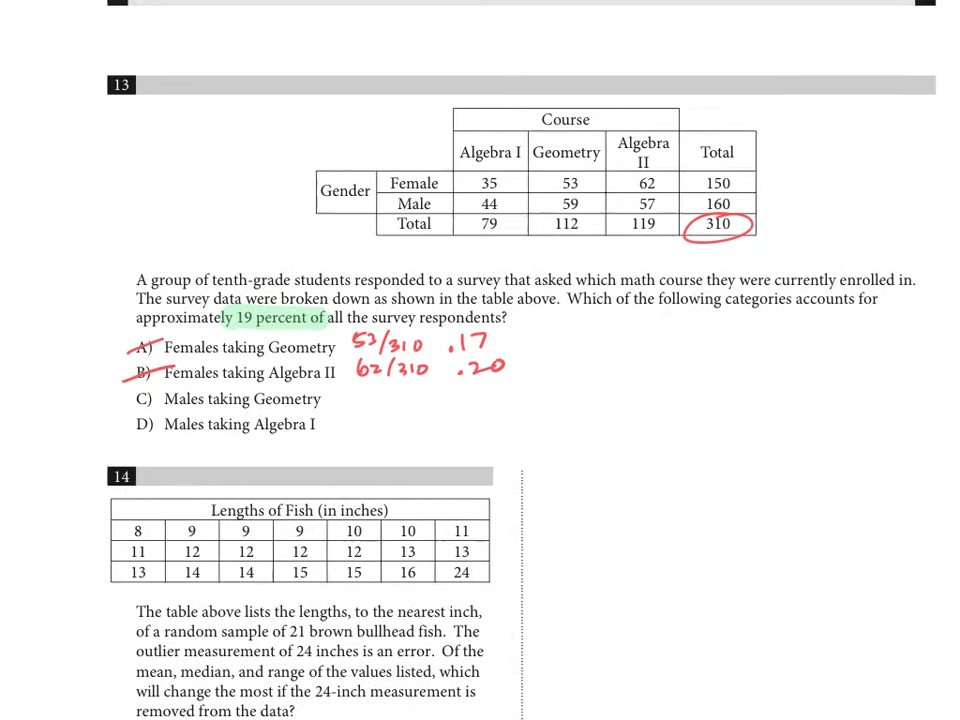 13
Course
Algebra I Geometry Algebra II Total
Gender Female 35 53 62 150
Male 44 59 57 160
Total 79 112 119 310
A group of tenth-grade students responded to a survey that asked which math course they were currently enrolled in.
The survey data were broken down as shown in the table above. Which of the following categories accounts for
approximately 19 percent of all the survey respondents?
A) Females taking Geometry 53/310 .17
B) Females taking Algebra II 62/310 .20
C) Males taking Geometry
D) Males taking Algebra I
14
Lengths of Fish (in inches)
8 9 9 9 10 10 11
11 12 12 12 12 13 13
13 14 14 15 15 16 24
The table above lists the lengths, to the nearest inch,
of a random sample of 21 brown bullhead fish. The
outlier measurement of 24 inches is an error. Of the
mean, median, and range of the values listed, which
will change the most if the 24-inch measurement is
removed from the data?